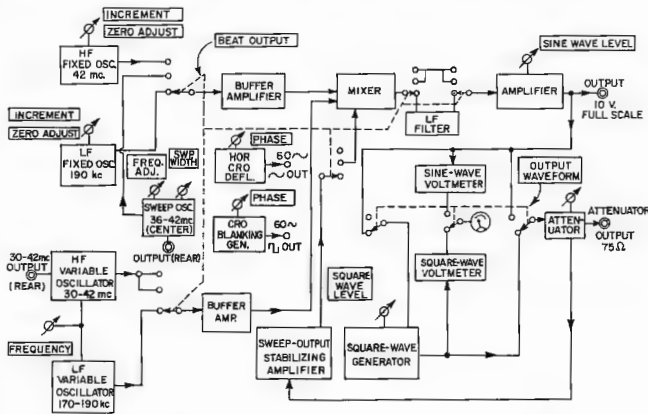 INCREMENT
ZERO ADJUST
HF
FIXED OSC.
42 mc.
BEAT OUTPUT
SINE WAVE LEVEL
BUFFER
AMPLIFIER
MIXER
AMPLIFIER
OUTPUT
10 V.
FULL SCALE
LF
FILTER
INCREMENT
ZERO ADJUST
LF
FIXED OSC
190 kc
FREQ.
ADJ.
SWP
WIDTH
PHASE
HOR
CRO
DEFL.
60~
~OUT
SINE-WAVE
VOLTMETER
OUTPUT
WAVEFORM
SWEEP OSC.
36-42mc
(CENTER)
OUTPUT(REAR)
PHASE
CRO
BLANKING
GEN.
60~
OUT
ATTEN-
UATOR
ATTENUATOR
OUTPUT
75Ω
30-42mc
OUTPUT
(REAR)
HF
VARIABLE
OSCILLATOR
30-42 mc
SQUARE-WAVE
VOLTMETER
SQUARE
WAVE
LEVEL
BUFFER
AMP.
FREQUENCY
LF
VARIABLE
OSCILLATOR
170-190 kc
SWEEP-OUTPUT
STABILIZING
AMPLIFIER
SQUARE-WAVE
GENERATOR